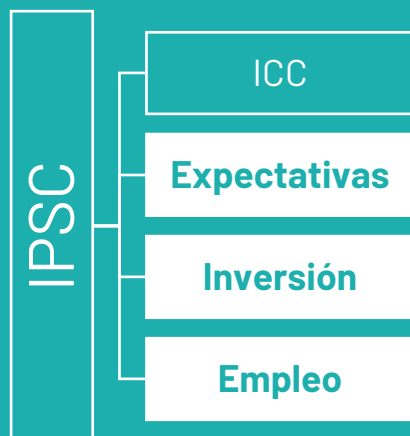 IPSC
ICC
Expectativas
Inversión
Empleo